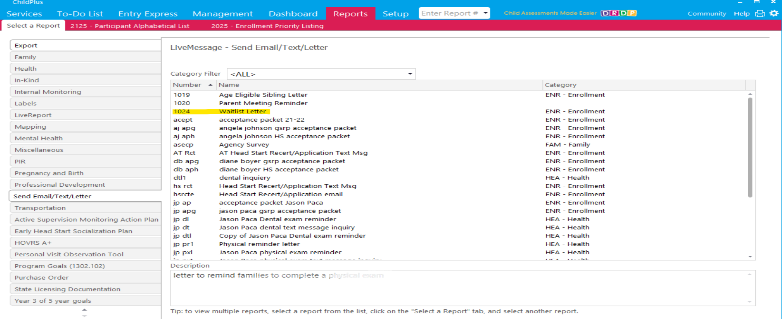 ChildPlus
Services To-Do List Entry Express Management Dashboard Reports Setup Enter Report # Child Assessments Made Easier DRDP Community Help
Select a Report 2125 - Participant Alphabetical List 2025 - Enrollment Priority Listing
Export
Family
Health
In-Kind
Internal Monitoring
Labels
LiveReport
Mapping
Mental Health
Miscellaneous
PIR
Pregnancy and Birth
Professional Development
Send Email/Text/Letter
Transportation
Active Supervision Monitoring Action Plan
Early Head Start Socialization Plan
HOVRS A+
Personal Visit Observation Tool
Program Goals (1302.102)
Purchase Order
State Licensing Documentation
Year 3 of 5 year goals
LiveMessage - Send Email/Text/Letter
Category Filter <ALL>
Number Name Category
1019 Age Eligible Sibling Letter ENR - Enrollment
1020 Parent Meeting Reminder
1024 Waitlist Letter ENR - Enrollment
acept acceptance packet 21-22 ENR - Enrollment
aj apg angela johnson gsrp acceptance packet ENR - Enrollment
aj aph angela johnson HS acceptance packet ENR - Enrollment
asecp Agency Survey FAM - Family
AT Rct AT Head Start Recert/Application Text Msg ENR - Enrollment
db apg diane boyer gsrp acceptance packet ENR - Enrollment
db aph diane boyer HS acceptance packet ENR - Enrollment
dtl1 dental inquiery HEA - Health
hs rct Head Start Recert/Application Text Msg ENR - Enrollment
hsrcte Head Start Recert/Application email ENR - Enrollment
jp ap acceptance packet Jason Paca ENR - Enrollment
jp apg jason paca gsrp acceptance packet ENR - Enrollment
jp dl Jason Paca Dental exam reminder HEA - Health
jp dt Jason Paca dental text message inquiry HEA - Health
jp dtl Copy of Jason Paca Dental exam reminder HEA - Health
jp pr1 Physical reminder letter HEA - Health
jp pxl Jason Paca physical exam reminder HEA - Health
Description
letter to remind families to complete a physical exam
Tip: to view multiple reports, select a report from the list, click on the "Select a Report" tab, and select another report.